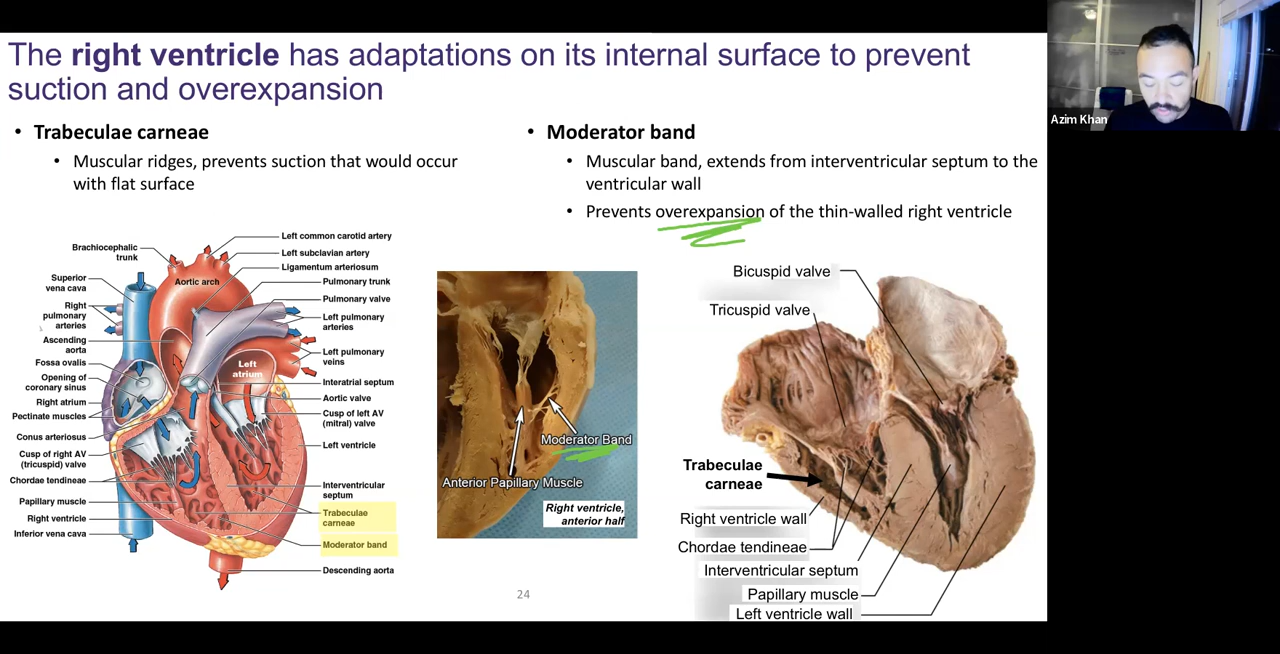 The right ventricle has adaptations on its internal surface to prevent
suction and overexpansion
• Trabeculae carneae
• Muscular ridges, prevents suction that would occur
with flat surface
• Moderator band
• Muscular band, extends from interventricular septum to the
ventricular wall
• Prevents overexpansion of the thin-walled right ventricle
Azim Khan
Brachiocephalic
trunk
Superior
vena cava
Right
pulmonary
arteries
Ascending
aorta
Fossa ovalis
Opening of
coronary sinus
Right atrium
Pectinate muscles
Conus arteriosus
Cusp of right AV
(tricuspid) valve
Chordae tendineae
Papillary muscle
Right ventricle
Inferior vena cava
Aortic arch
Left
atrium
Left common carotid artery
Left subclavian artery
Ligamentum arteriosum
Pulmonary trunk
Pulmonary valve
Left pulmonary
arteries
Left pulmonary
veins
Interatrial septum
Aortic valve
Cusp of left AV
(mitral) valve
Left ventricle
Interventricular
septum
Trabeculae
carneae
Moderator band
Descending aorta
Moderator Band
Anterior Papillary Muscle
Right ventricle,
anterior half
Bicuspid valve
Tricuspid valve
Trabeculae
carneae
Right ventricle wall
Chordae tendineae
Interventricular septum
Papillary muscle
Left ventricle wall
24